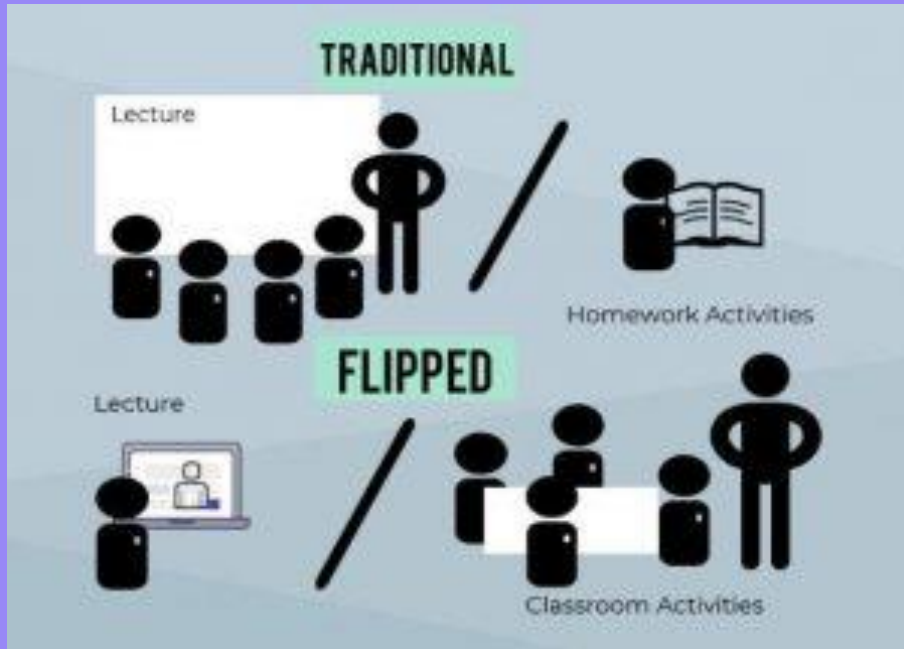 TRADITIONAL
Lecture
Homework Activities
FLIPPED
Lecture
Classroom Activities